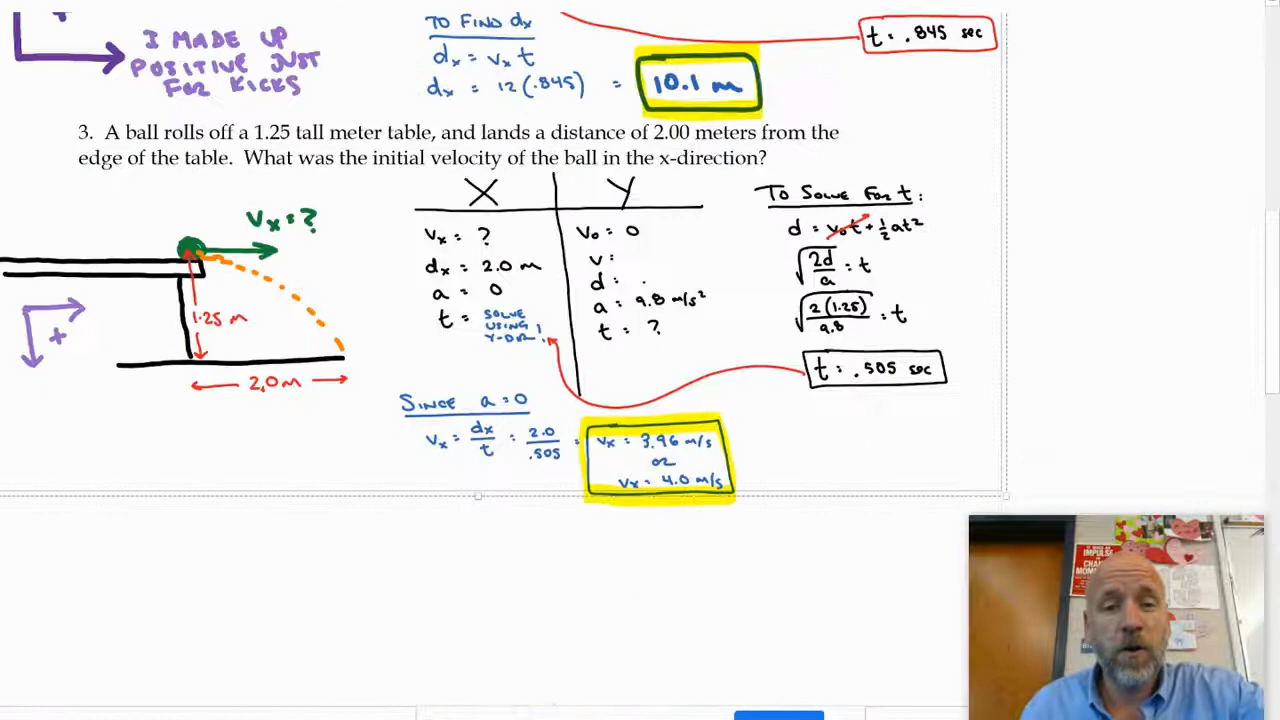 I MADE UP
POSITIVE JUST
FOR KICKS
TO FIND dx
dx = vx t
dx = 12(.845) = 10.1 m
t = .845 sec
3. A ball rolls off a 1.25 tall meter table, and lands a distance of 2.00 meters from the
edge of the table. What was the initial velocity of the ball in the x-direction?
Vx = ?
1.25 m
+
2.0m
X
Vx = ?
dx = 2.0 m
a = 0
t = SOLVE
USING
Y-DIR!
Y
Vo = 0
v:
d: .
a = 9.8 m/s²
t = ?
TO SOLVE FOR t:
d = vot + ½at²
√2d/a = t
√2(1.25)/9.8 = t
t = .505 sec
SINCE a=0
Vx = dx/t = 2.0/.505 =
Vx = 3.96 m/s
or
Vx = 4.0 m/s
IMPULSE